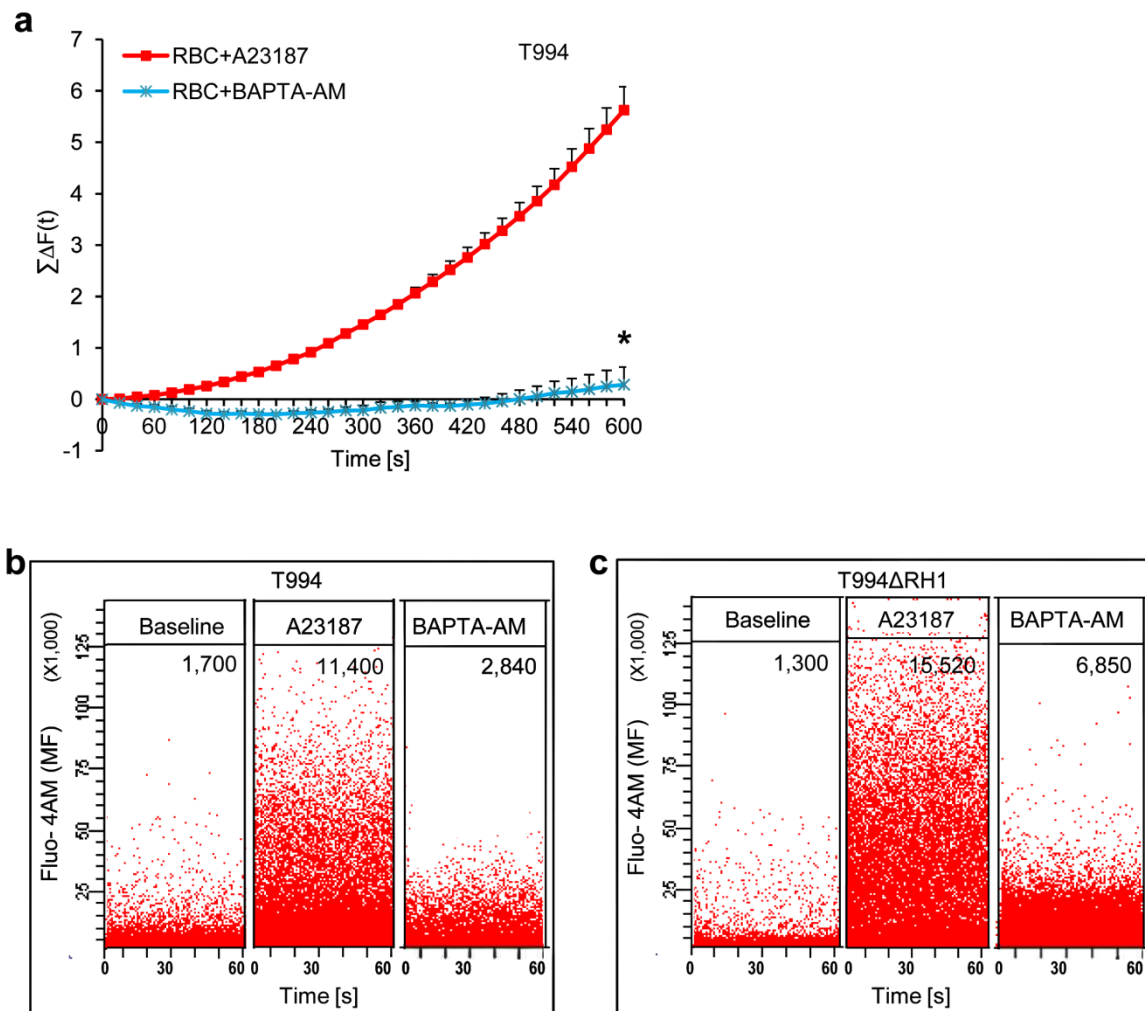 a
RBC+A23187
RBC+BAPTA-AM
T994
7
6
5
4
3
2
1
0
-1
∑ΔF(t)
*
0 60 120 180 240 300 360 420 480 540 600
Time [s]
b
T994
Baseline A23187 BAPTA-AM
1,700 11,400 2,840
Fluo- 4AM (MF) (X1,000)
125
100
75
50
25
0 30 60 0 30 60 0 30 60
Time [s]
c
T994ΔRH1
Baseline A23187 BAPTA-AM
1,300 15,520 6,850
Fluo- 4AM (MF) (X1,000)
125
100
75
50
25
0 30 60 0 30 60 0 30 60
Time [s]